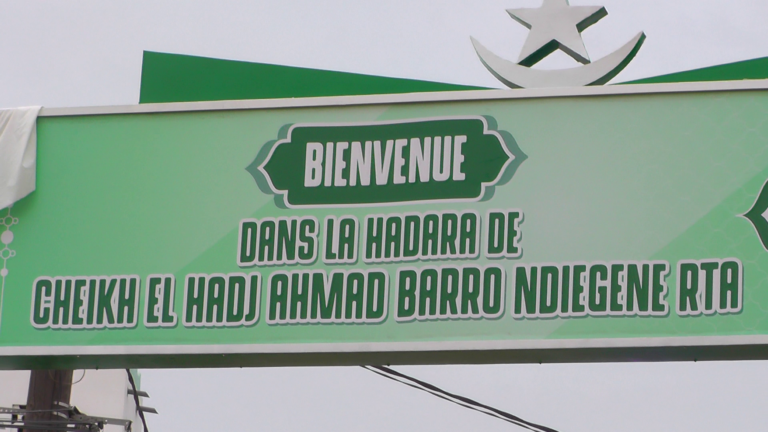 BIENVENUE
DANS LA HADARA DE
CHEIKH EL HADJ AHMAD BARRO NDIEGENE RTA